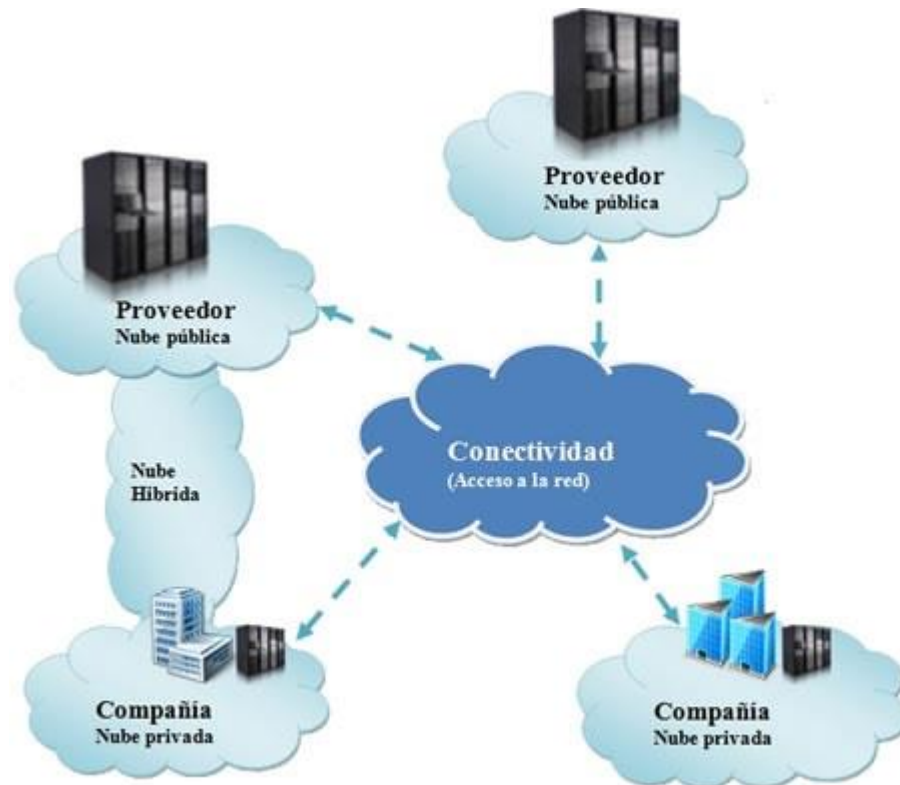 Proveedor
Nube pública
Proveedor
Nube pública
Conectividad
(Acceso a la red)
Nube
Híbrida
Compañía
Nube privada
Compañía
Nube privada